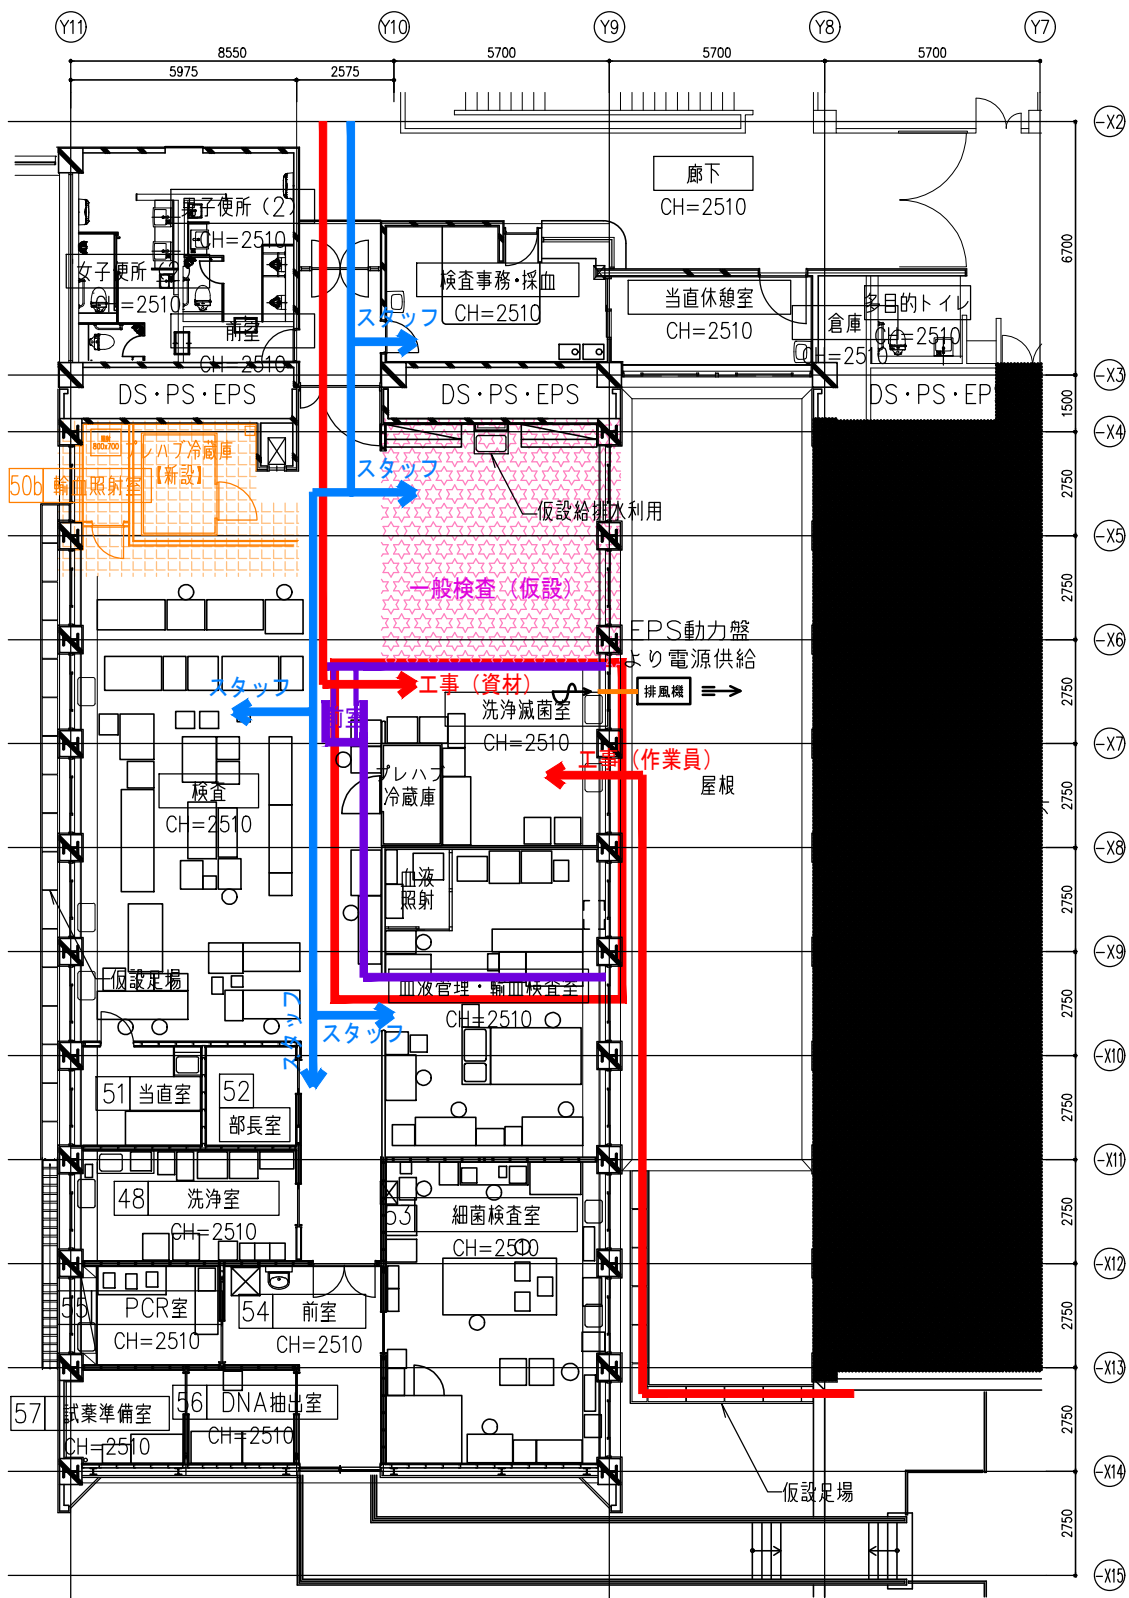 Y11
Y10
Y9
Y8
Y7
8550
5700
5700
5700
5975
2575
-X2
廊下
CH=2510
男子便所(2)
CH=2510
6700
女子便所(2)
CH=2510
検査事務・採血
CH=2510
当直休憩室
CH=2510
多目的トイレ
CH=2510
倉庫
CH=2510
前室
CH=2510
スタッフ
-X3
DS・PS・EPS
DS・PS・EPS
DS・PS・EP
1500
-X4
800x700
プレハブ冷蔵庫
【新設】
50b 輸血照射室
スタッフ
仮設給排水利用
2750
-X5
一般検査(仮設)
2750
EPS動力盤
より電源供給
-X6
スタッフ
工事(資材)
排風機
2750
洗浄滅菌室
CH=2510
前室
-X7
工事(作業員)
プレハブ
冷蔵庫
屋根
検査
CH=2510
2750
-X8
血液
照射
2750
-X9
仮設足場
血液管理・輸血検査室
CH=2510
スタッフ
スタッフ
2750
-X10
51 当直室
52
部長室
2750
-X11
48 洗浄室
CH=2510
53 細菌検査室
CH=2510
2750
-X12
55 PCR室
CH=2510
54 前室
CH=2510
2750
-X13
57 試薬準備室
CH=2510
56 DNA抽出室
CH=2510
2750
-X14
仮設足場
2750
-X15